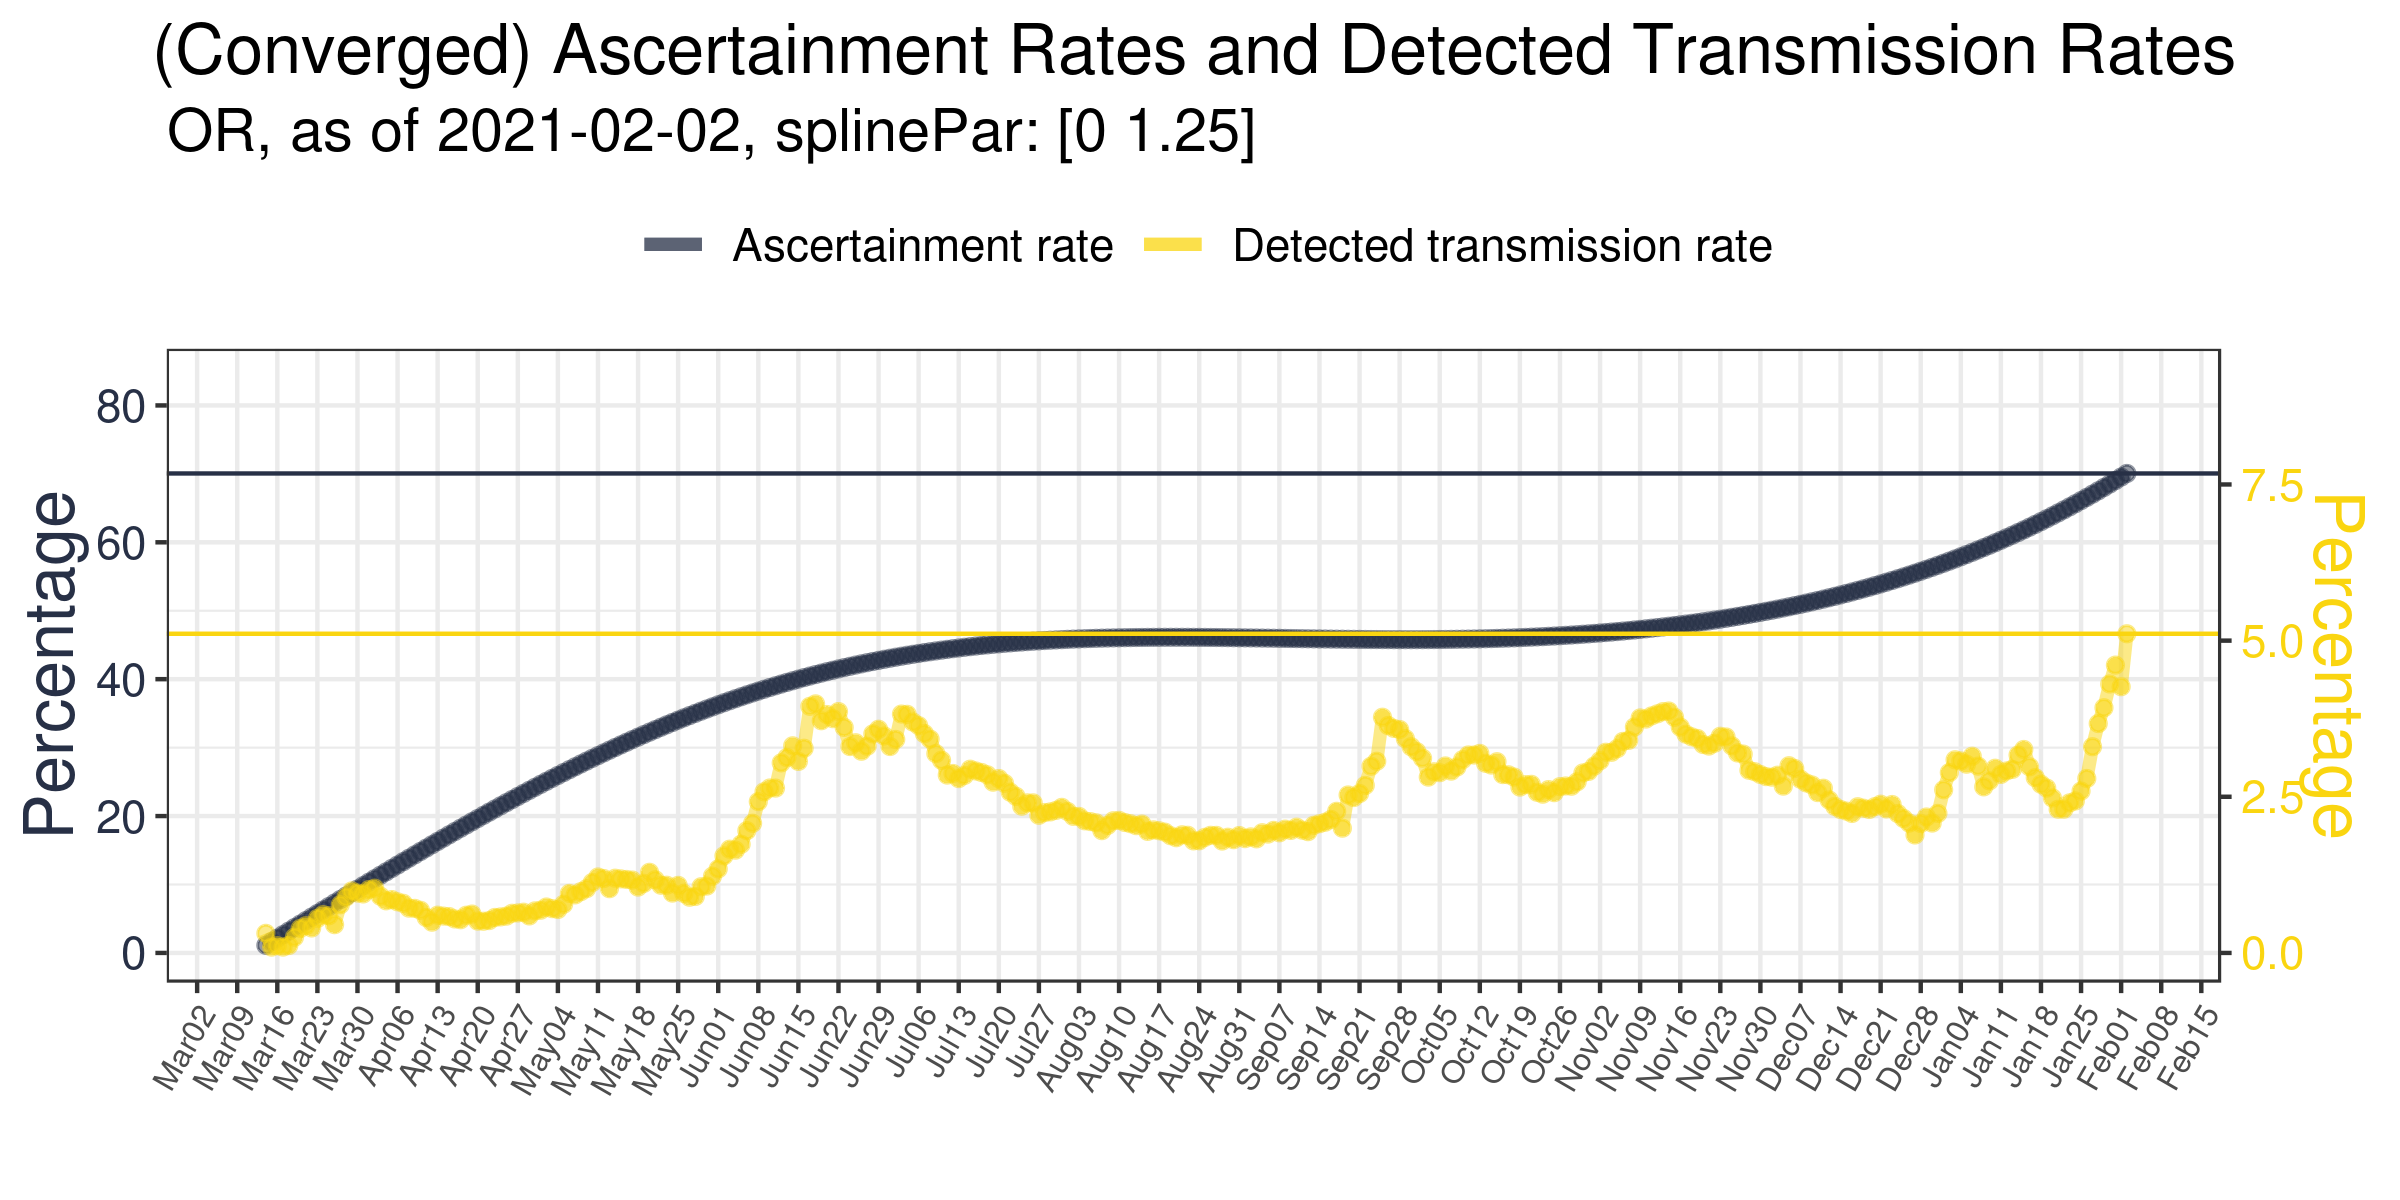 (Converged) Ascertainment Rates and Detected Transmission Rates
OR, as of 2021-02-02, splinePar: [0 1.25]
Ascertainment rate Detected transmission rate
Percentage
80
60
40
20
0
7.5
5.0
2.5
0.0
Percentage
Mar02 Mar09 Mar16 Mar23 Mar30 Apr06 Apr13 Apr20 Apr27 May04 May11 May18 May25 Jun01 Jun08 Jun15 Jun22 Jun29 Jul06 Jul13 Jul20 Jul27 Aug03 Aug10 Aug17 Aug24 Aug31 Sep07 Sep14 Sep21 Sep28 Oct05 Oct12 Oct19 Oct26 Nov02 Nov09 Nov16 Nov23 Nov30 Dec07 Dec14 Dec21 Dec28 Jan04 Jan11 Jan18 Jan25 Feb01 Feb08 Feb15